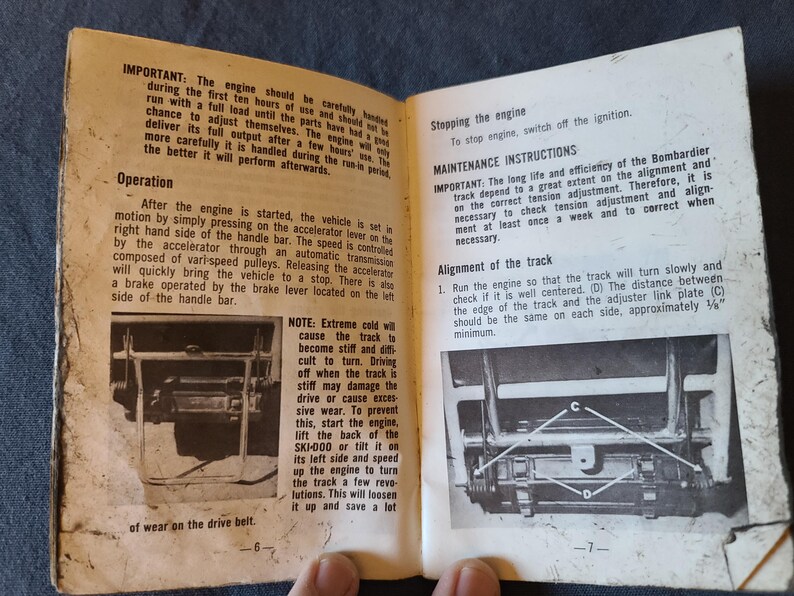 IMPORTANT: The engine should be carefully handled
during the first ten hours of use and should not be
run with a full load until the parts have had a good
chance to adjust themselves. The engine will only
deliver its full output after a few hours' use. The
more carefully it is handled during the run-in period,
the better it will perform afterwards.
Operation
After the engine is started, the vehicle is set in
motion by simply pressing on the accelerator lever on the
right hand side of the handle bar. The speed is controlled
by the accelerator through an automatic transmission
composed of vari-speed pulleys. Releasing the accelerator
will quickly bring the vehicle to a stop. There is also
a brake operated by the brake lever located on the left
side of the handle bar.
NOTE: Extreme cold will
cause the track to
become stiff and diffi-
cult to turn. Driving
off when the track is
stiff may damage the
drive or cause exces-
sive wear. To prevent
this, start the engine,
lift the back of the
SKI-DOO or tilt it on
its left side and speed
up the engine to turn
the track a few revo-
lutions. This will loosen
it up and save a lot
of wear on the drive belt.
—6—
Stopping the engine
To stop engine, switch off the ignition.
MAINTENANCE INSTRUCTIONS
IMPORTANT: The long life and efficiency of the Bombardier
track depend to a great extent on the alignment and
on the correct tension adjustment. Therefore, it is
necessary to check tension adjustment and align-
ment at least once a week and to correct when
necessary.
Alignment of the track
1. Run the engine so that the track will turn slowly and
check if it is well centered. (D) The distance between
the edge of the track and the adjuster link plate (C)
should be the same on each side, approximately 1/8"
minimum.
C
D
—7—